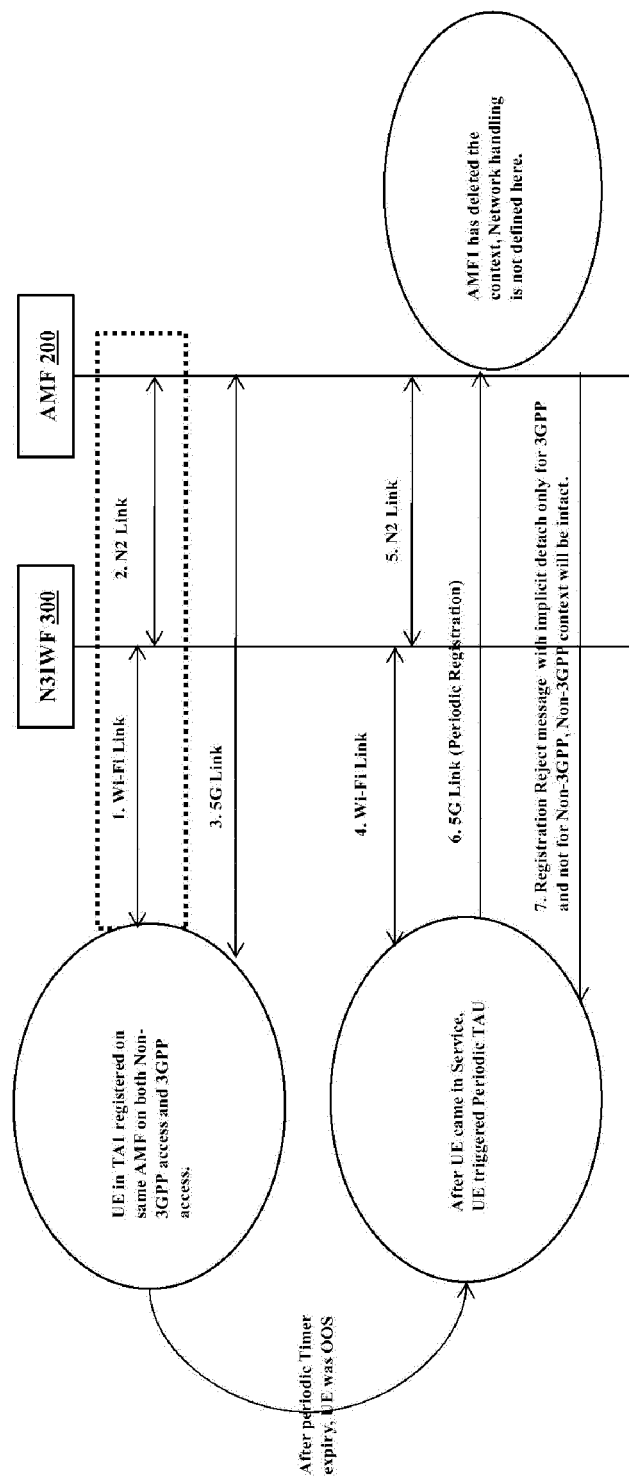 N3IWF 300
AMF 200
UE in TA1 registered on
same AMF on both Non-
3GPP access and 3GPP
access.
1. Wi-Fi Link
2. N2 Link
3. 5G Link
After periodic Timer
expiry, UE was OOS
After UE came in Service,
UE triggered Periodic TAU
4. Wi-Fi Link
5. N2 Link
6. 5G Link (Periodic Registration)
AMF1 has deleted the
context, Network handling
is not defined here.
7. Registration Reject message with implicit detach only for 3GPP
and not for Non-3GPP, Non-3GPP context will be intact.